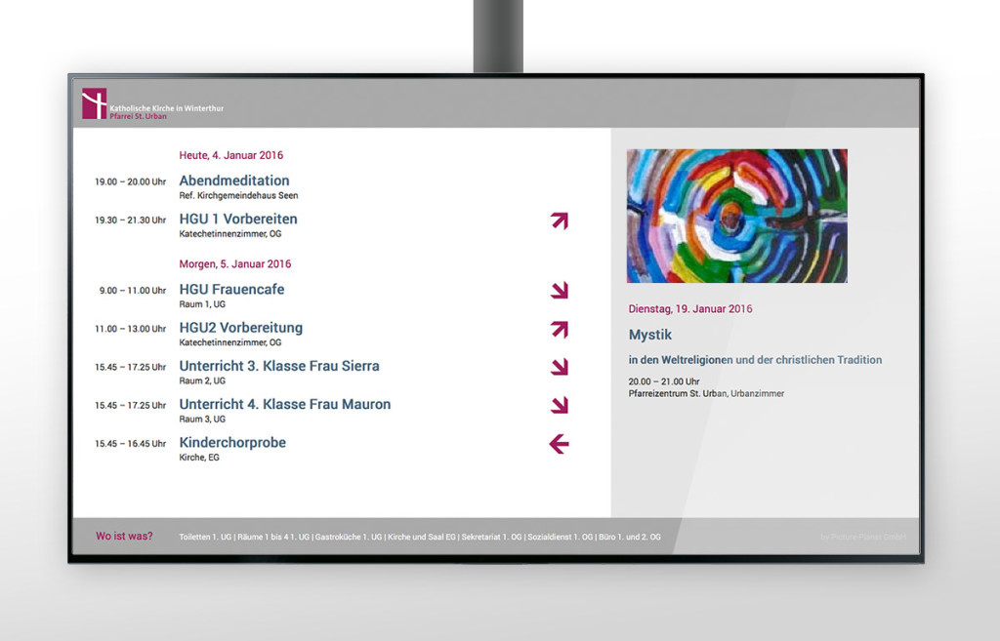 Katholische Kirche in Winterthur
Pfarrei St. Urban
Heute, 4. Januar 2016
19.00 – 20.00 Uhr Abendmeditation
Ref. Kirchgemeindehaus Seen
19.30 – 21.30 Uhr HGU 1 Vorbereiten
Katechetinnenzimmer, OG
Morgen, 5. Januar 2016
9.00 – 11.00 Uhr HGU Frauencafe
Raum 1, UG
11.00 – 13.00 Uhr HGU2 Vorbereitung
Katechetinnenzimmer, OG
15.45 – 17.25 Uhr Unterricht 3. Klasse Frau Sierra
Raum 2, UG
15.45 – 17.25 Uhr Unterricht 4. Klasse Frau Mauron
Raum 3, UG
15.45 – 16.45 Uhr Kinderchorprobe
Kirche, EG
Dienstag, 19. Januar 2016
Mystik
in den Weltreligionen und der christlichen Tradition
20.00 – 21.00 Uhr
Pfarreizentrum St. Urban, Urbanzimmer
Wo ist was? Toiletten 1. UG | Räume 1 bis 4 1. UG | Gastroküche 1. UG | Kirche und Saal EG | Sekretariat 1. OG | Sozialdienst 1. OG | Büro 1. und 2. OG
by Picture Planet GmbH